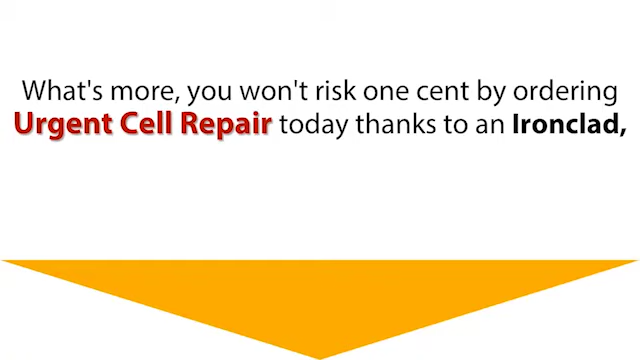 What's more, you won't risk one cent by ordering
Urgent Cell Repair today thanks to an Ironclad,